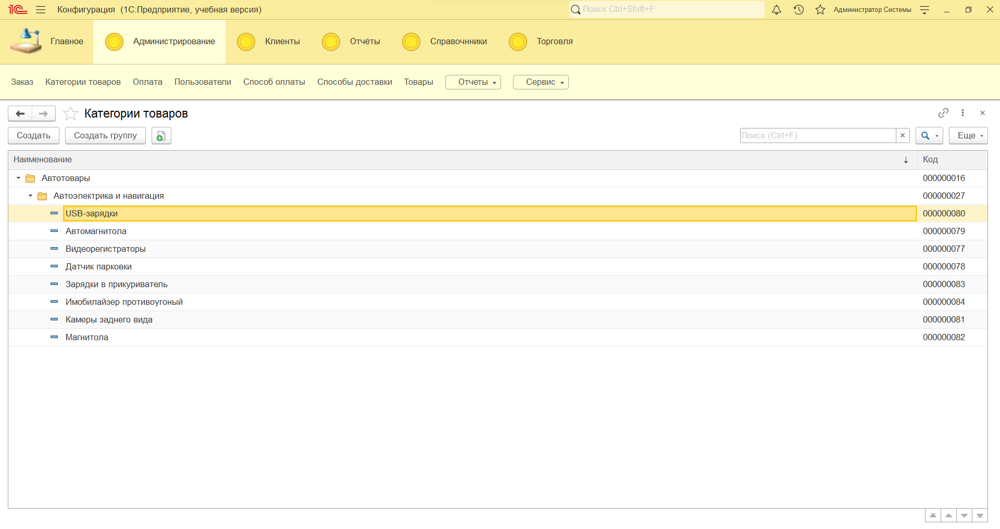 1С Конфигурация (1С:Предприятие, учебная версия) Поиск Ctrl+Shift+F Администратор Системы
Главное Администрирование Клиенты Отчёты Справочнники Торговля
Заказ Категории товаров Оплата Пользователи Способ оплаты Способы доставки Товары Отчеты Сервис
Категории товаров
Создать Создать группу Поиск (Ctrl+F) Еще
Наименование Код
Автотовары 000000016
Автоэлектрика и навигация 000000027
USB-зарядки 000000080
Автомагнитола 000000079
Видеорегистраторы 000000077
Датчик парковки 000000078
Зарядки в прикуриватель 000000083
Имобилайзер противоугоный 000000084
Камеры заднего вида 000000081
Магнитола 000000082